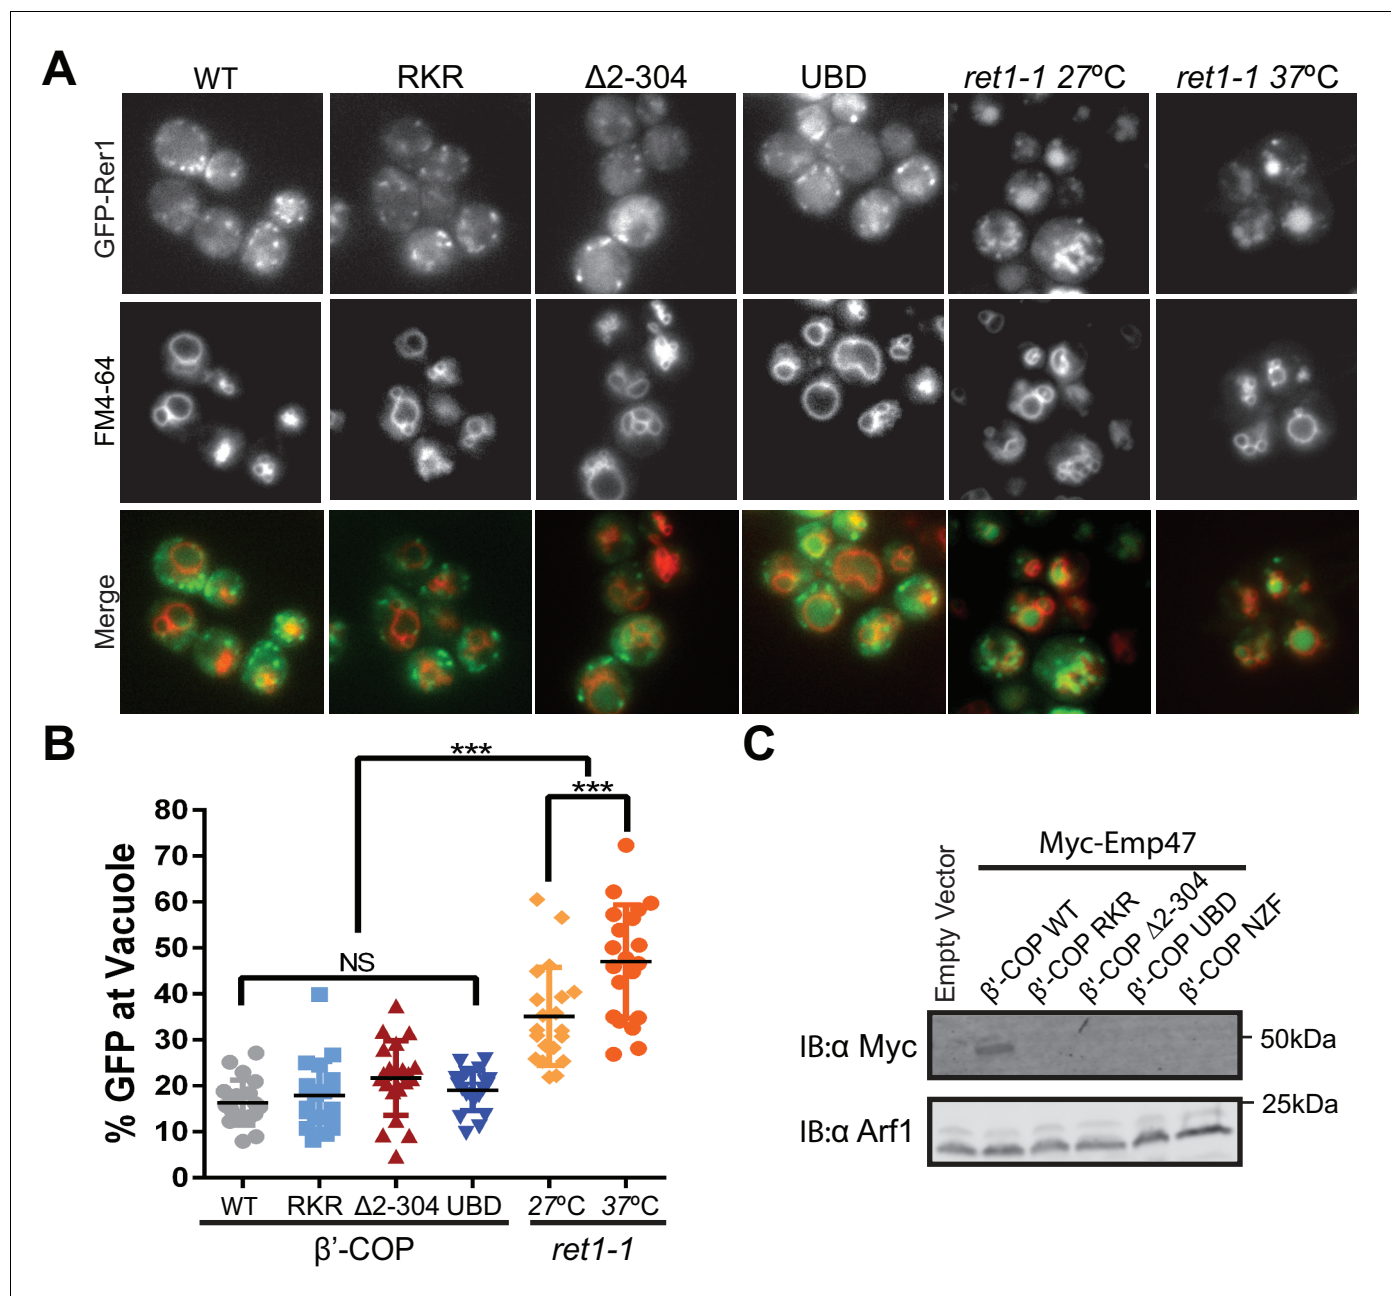 A
WT RKR Δ2-304 UBD ret1-1 27ºC ret1-1 37ºC
GFP-Rer1
FM4-64
Merge
B
***
***
NS
% GFP at Vacuole
80
70
60
50
40
30
20
10
0
WT RKR Δ2-304 UBD 27ºC 37ºC
β’-COP ret1-1
C
Myc-Emp47
Empty Vector
β'-COP WT
β'-COP RKR
β'-COP Δ2-304
β'-COP UBD
β'-COP NZF
IB:α Myc
50kDa
25kDa
IB:α Arf1